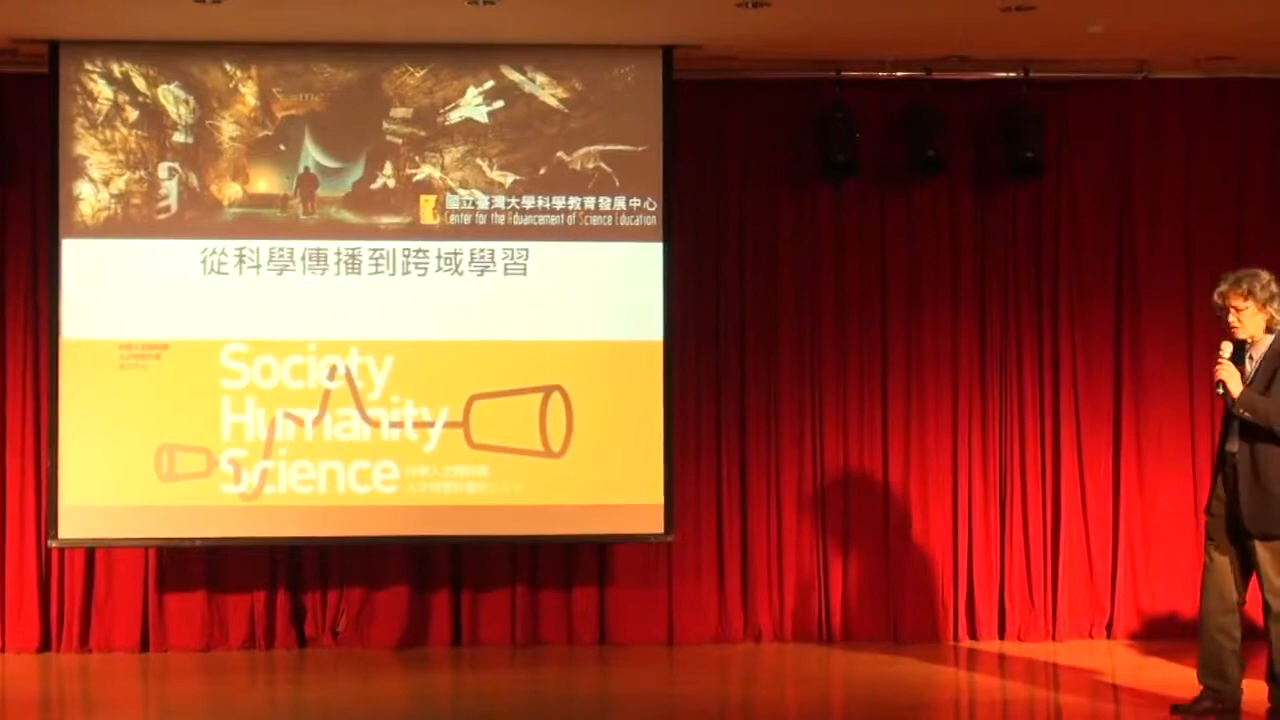 國立臺灣大學科學教育發展中心
Center for the Advancement of Science Education
從科學傳播到跨域學習
Society
Humanity
Science